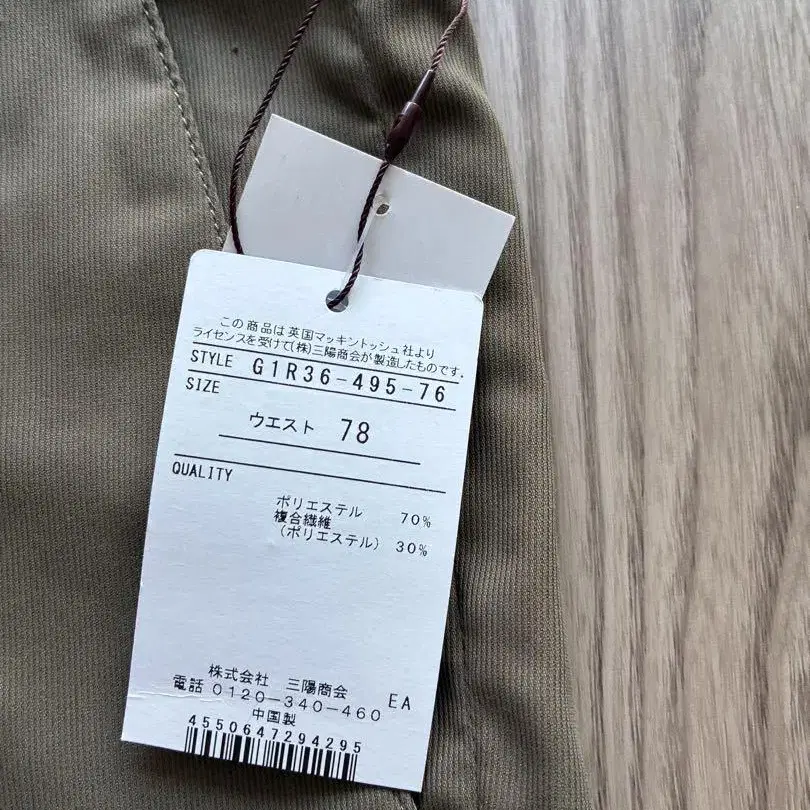 この商品は英国マッキントッシュ社より
ライセンスを受けて(株)三陽商会が製造したものです。
STYLE G1R36-495-76
SIZE
ウエスト 78
QUALITY
ポリエステル 70%
複合繊維
(ポリエステル) 30%
株式会社 三陽商会 EA
電話 0120-340-460
中国製
4550647294295